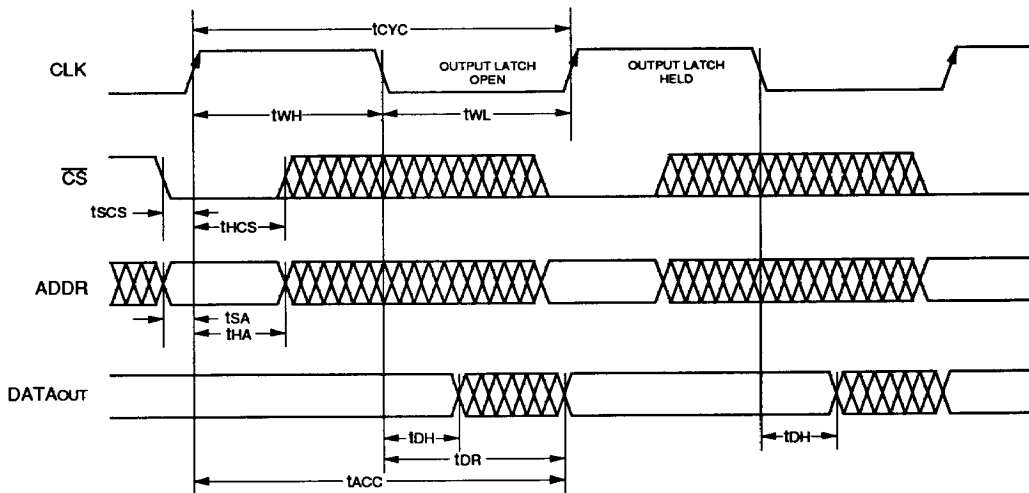 tCYC
CLK
OUTPUT LATCH
OPEN
OUTPUT LATCH
HELD
tWH
tWL
CS
tSCS
tHCS
ADDR
tSA
tHA
DATAOUT
tDH
tDH
tDR
tACC